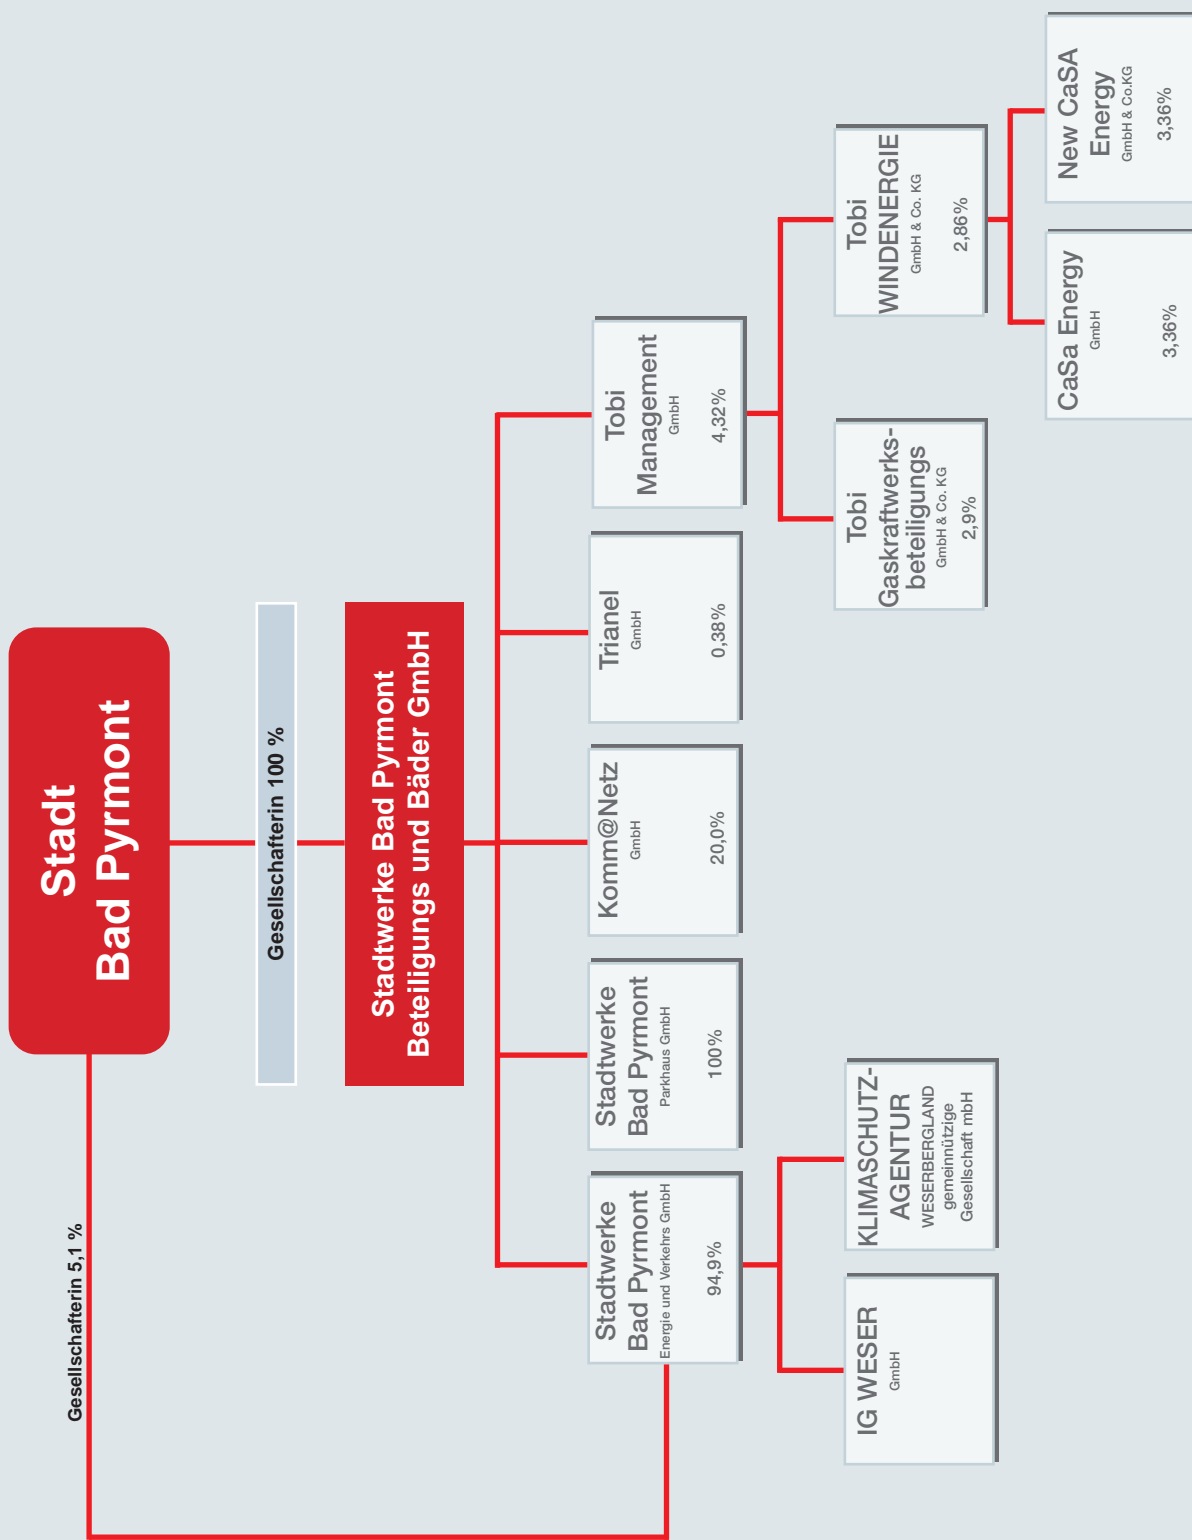 Stadt
Bad Pyrmont
Gesellschafterin 5,1 %
Gesellschafterin 100 %
Stadtwerke Bad Pyrmont
Beteiligungs und Bäder GmbH
Stadtwerke
Bad Pyrmont
Energie und Verkehrs GmbH
94,9%
Stadtwerke
Bad Pyrmont
Parkhaus GmbH
100%
Komm@Netz
GmbH
20,0%
Trianel
GmbH
0,38%
Tobi
Management
GmbH
4,32%
IG WESER
GmbH
KLIMASCHUTZ-
AGENTUR
WESERBERGLAND
gemeinnützige
Gesellschaft mbH
Tobi
Gaskraftwerks-
beteiligungs
GmbH & Co. KG
2,9%
Tobi
WINDENERGIE
GmbH & Co. KG
2,86%
CaSa Energy
GmbH
3,36%
New CaSA
Energy
GmbH & Co.KG
3,36%